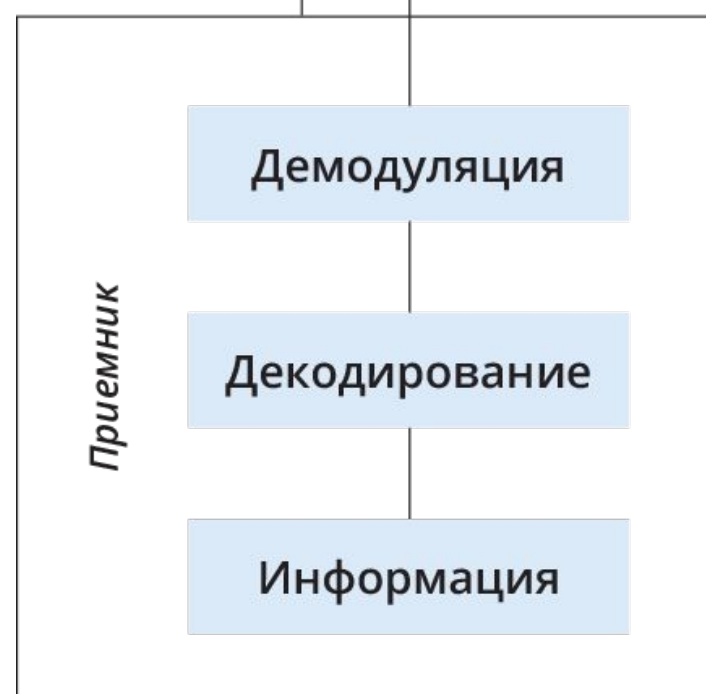 Демодуляция
Приемник
Декодирование
Информация